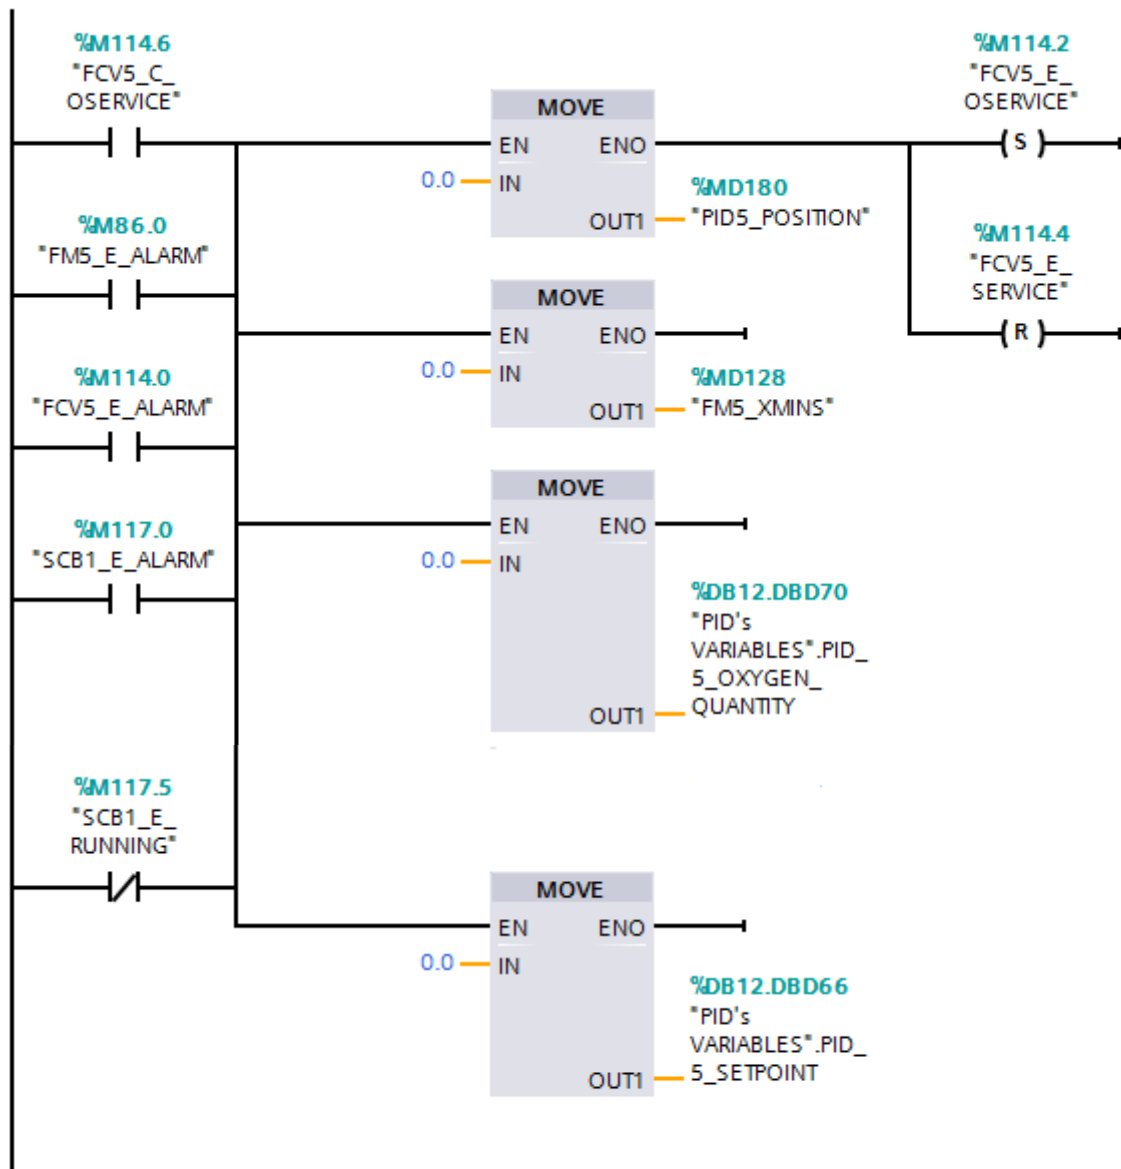 %M114.6
"FCV5_C_
OSERVICE"
%M86.0
"FM5_E_ALARM"
%M114.0
"FCV5_E_ALARM"
%M117.0
"SCB1_E_ALARM"
%M117.5
"SCB1_E_
RUNNING"
MOVE
EN ENO
0.0 IN
OUT1
%MD180
"PID5_POSITION"
%M114.2
"FCV5_E_
OSERVICE"
S
%M114.4
"FCV5_E_
SERVICE"
R
MOVE
EN ENO
0.0 IN
OUT1
%MD128
"FM5_XMINS"
MOVE
EN ENO
0.0 IN
OUT1
%DB12.DBD70
"PID's
VARIABLES".PID_
5_OXYGEN_
QUANTITY
MOVE
EN ENO
0.0 IN
OUT1
%DB12.DBD66
"PID's
VARIABLES".PID_
5_SETPOINT